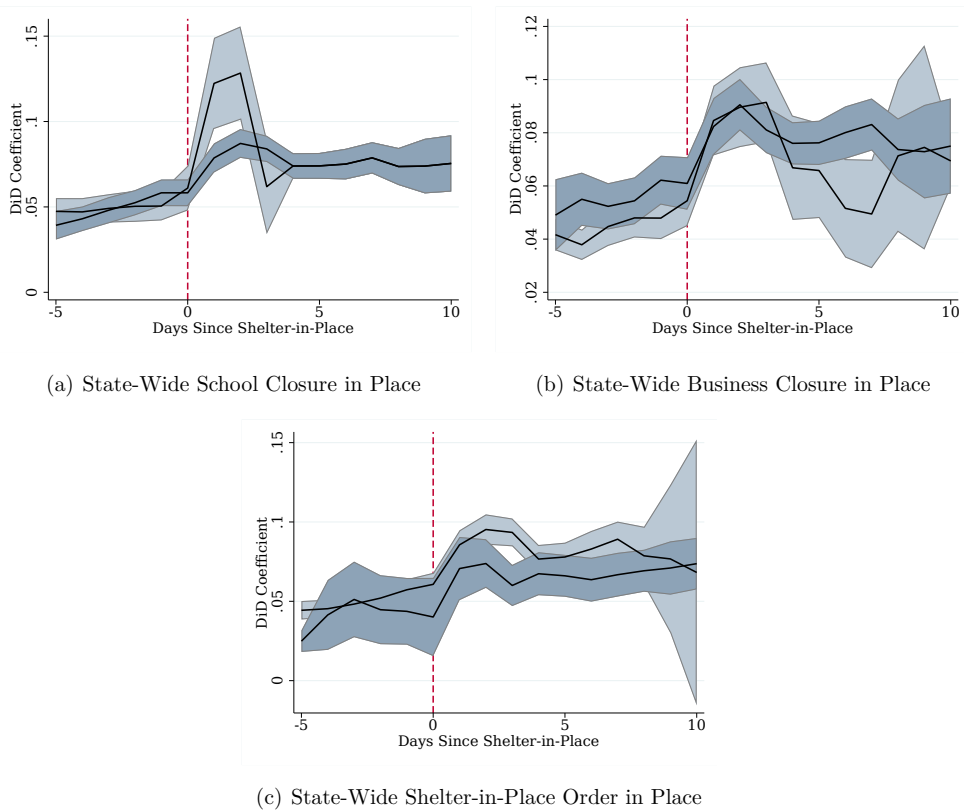 DiD Coefficient
.15
.1
.05
0
-5
0
5
10
Days Since Shelter-in-Place
(a) State-Wide School Closure in Place
DiD Coefficient
.12
.1
.08
.06
.04
.02
-5
0
5
10
Days Since Shelter-in-Place
(b) State-Wide Business Closure in Place
DiD Coefficient
.15
.1
.05
0
-5
0
5
10
Days Since Shelter-in-Place
(c) State-Wide Shelter-in-Place Order in Place